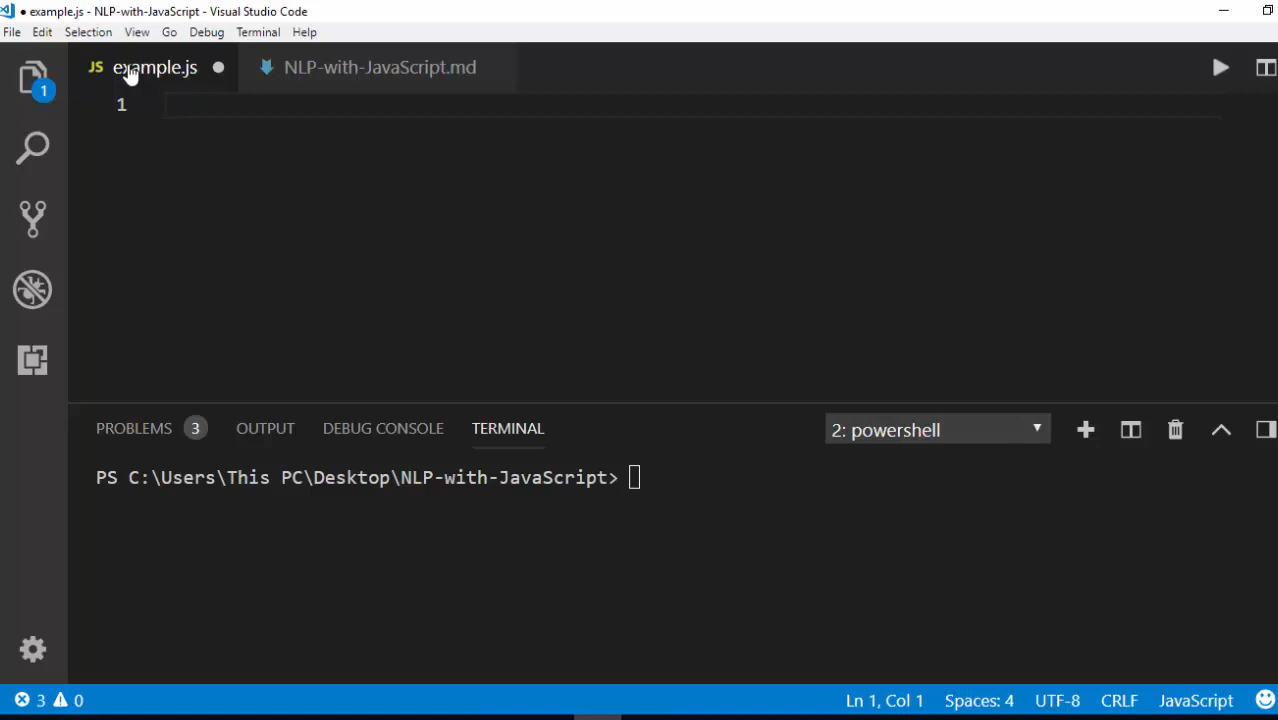 ● example.js - NLP-with-JavaScript - Visual Studio Code
File Edit Selection View Go Debug Terminal Help
JS example.js ● NLP-with-JavaScript.md
1
1
PROBLEMS 3 OUTPUT DEBUG CONSOLE TERMINAL 2: powershell
PS C:\Users\This PC\Desktop\NLP-with-JavaScript>
3 0 Ln 1, Col 1 Spaces: 4 UTF-8 CRLF JavaScript